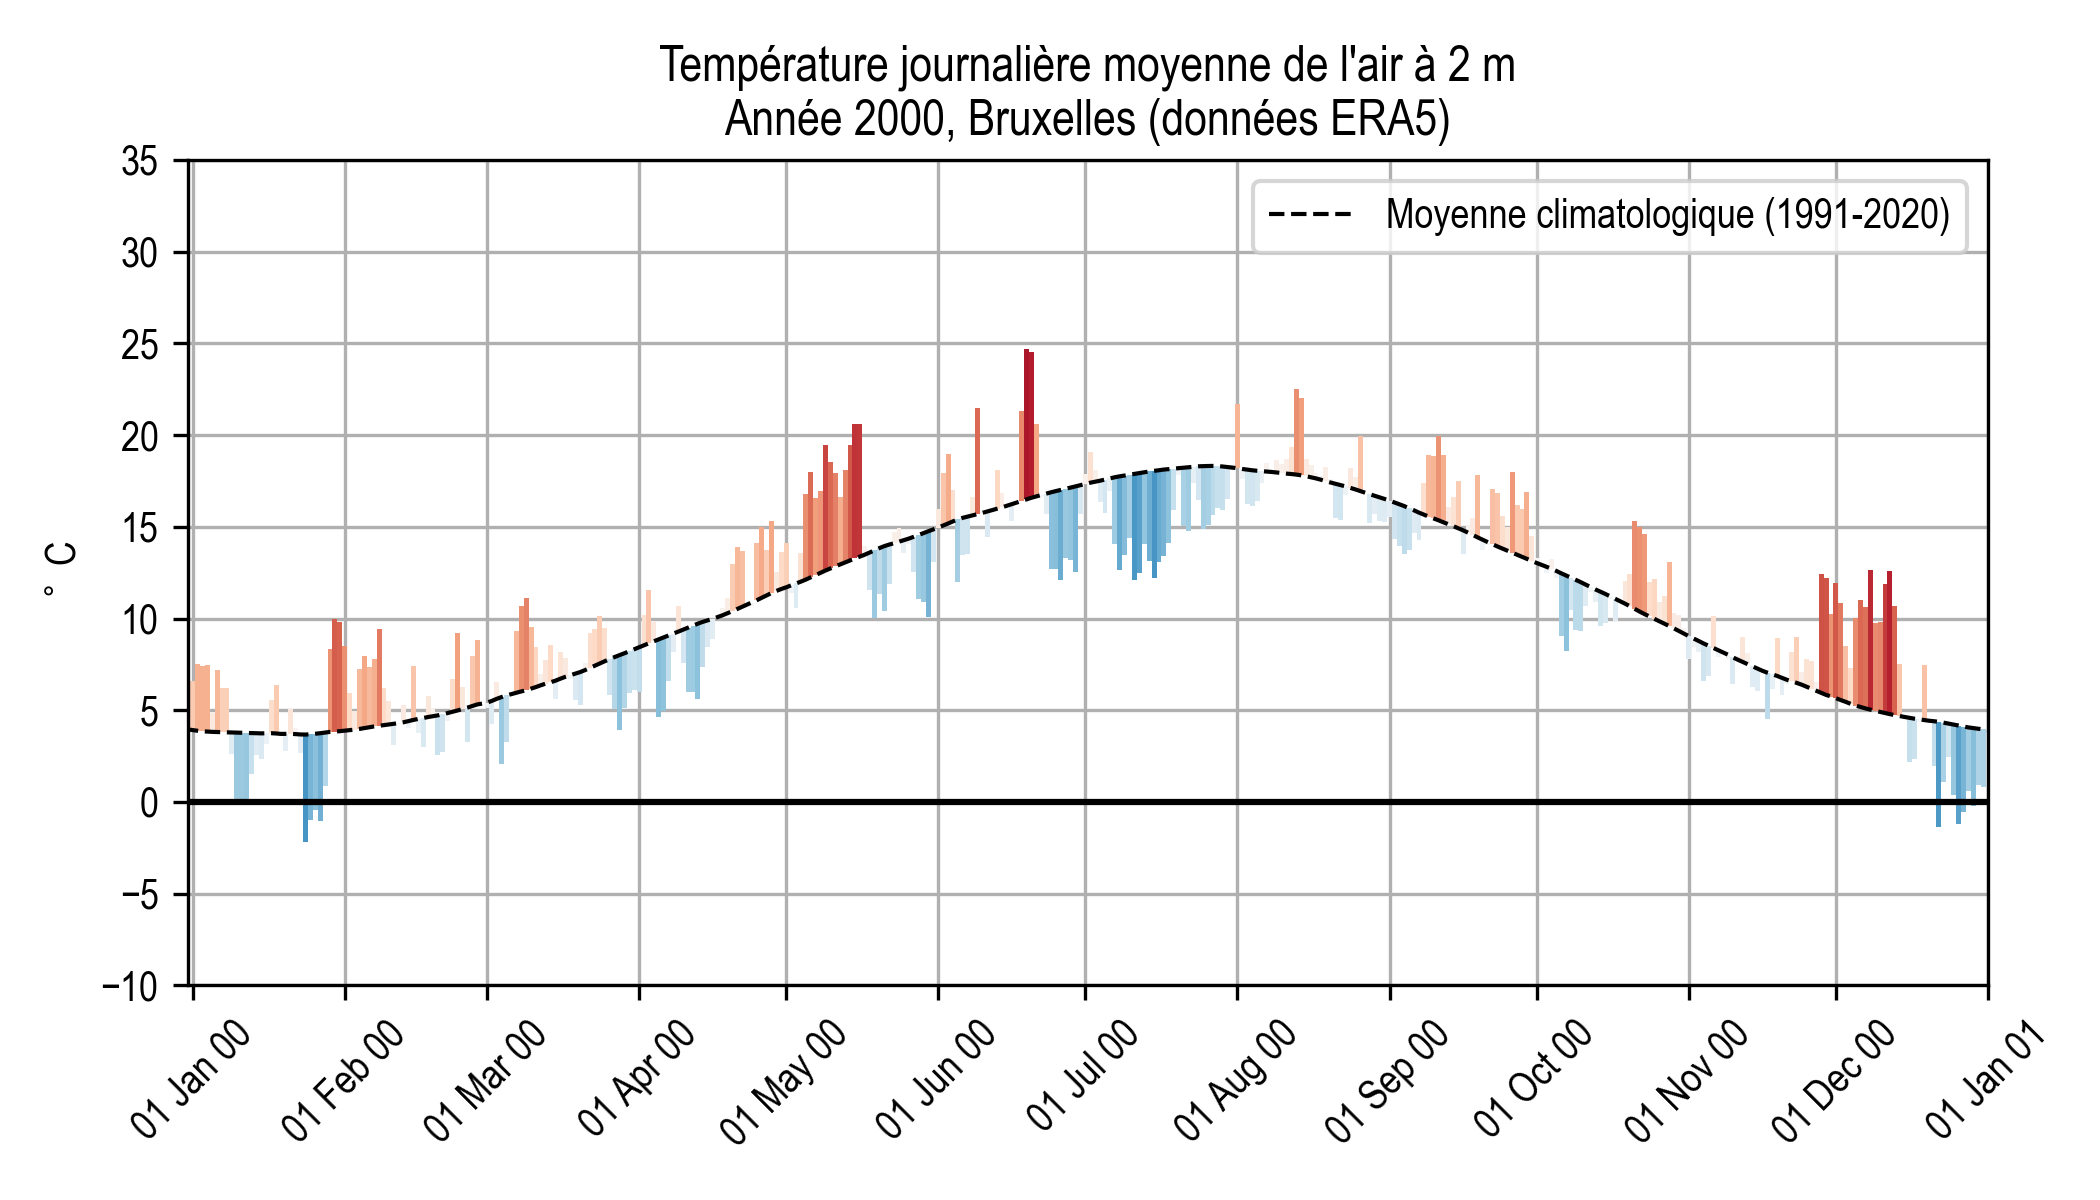 Température journalière moyenne de l'air à 2 m
Année 2000, Bruxelles (données ERA5)
Moyenne climatologique (1991-2020)
° C
35
30
25
20
15
10
5
0
−5
−10
01 Jan 00
01 Feb 00
01 Mar 00
01 Apr 00
01 May 00
01 Jun 00
01 Jul 00
01 Aug 00
01 Sep 00
01 Oct 00
01 Nov 00
01 Dec 00
01 Jan 01